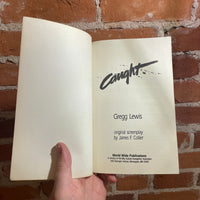 Caught
Gregg Lewis
original screenplay
by James F. Collier
World Wide Publications